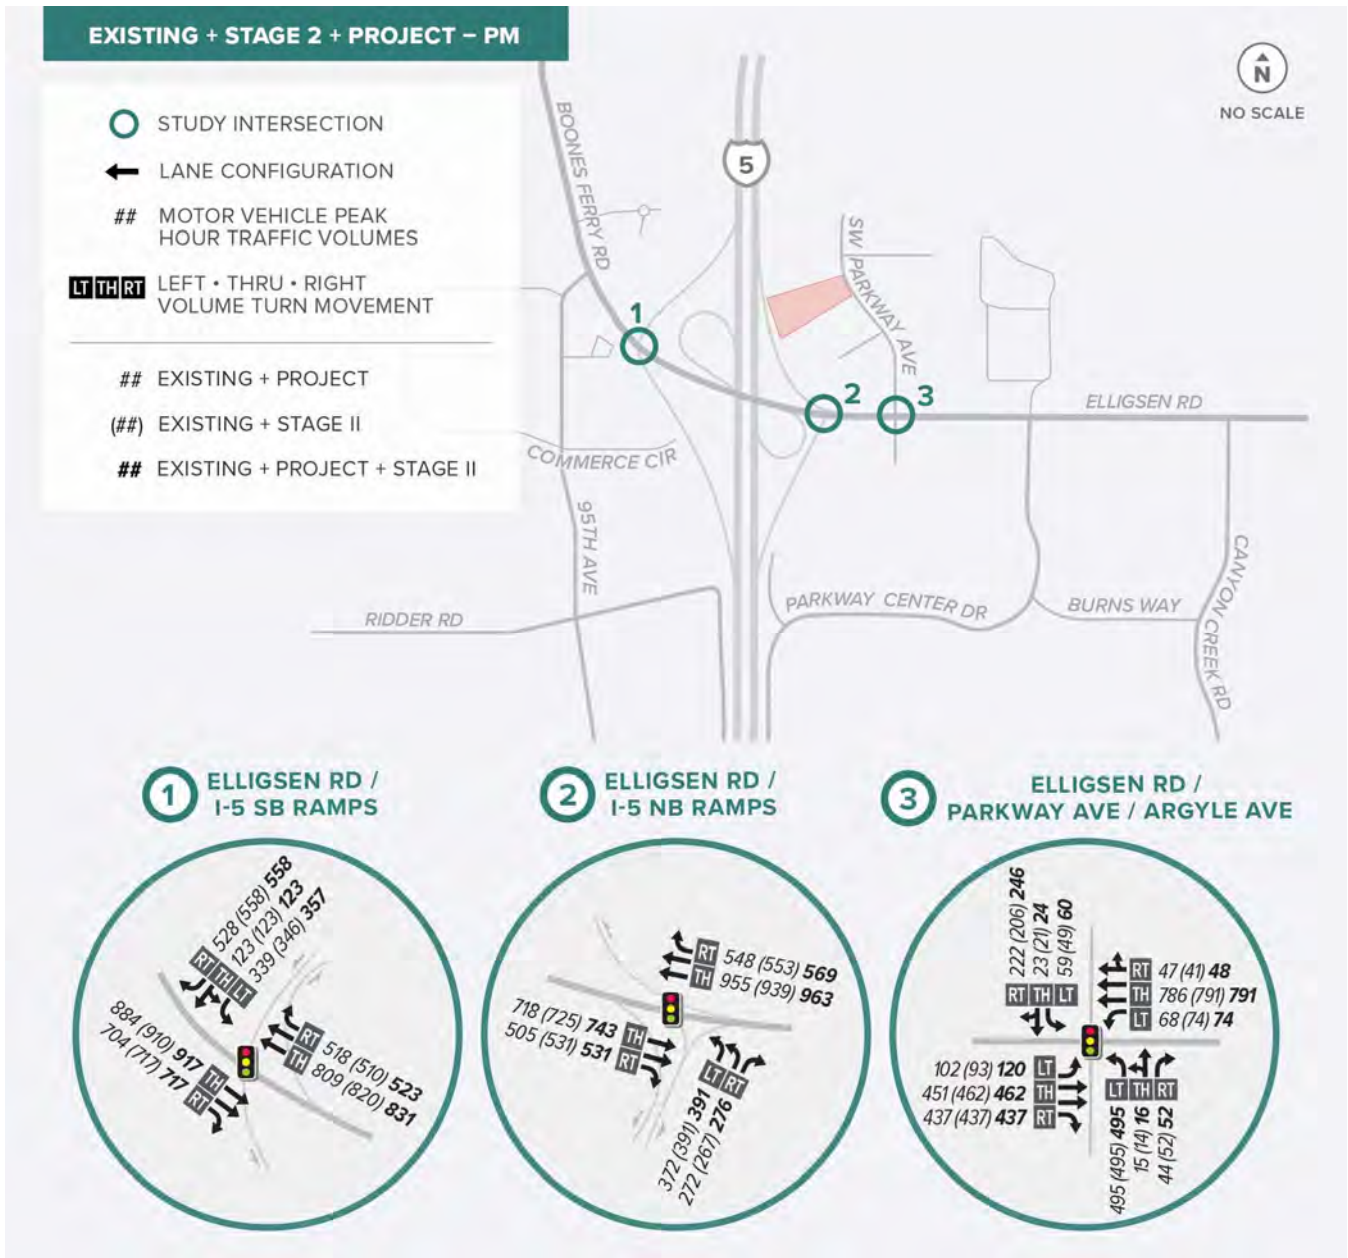 EXISTING + STAGE 2 + PROJECT – PM
N
NO SCALE
STUDY INTERSECTION
LANE CONFIGURATION
## MOTOR VEHICLE PEAK
HOUR TRAFFIC VOLUMES
LT TH RT LEFT • THRU • RIGHT
VOLUME TURN MOVEMENT
## EXISTING + PROJECT
(##) EXISTING + STAGE II
## EXISTING + PROJECT + STAGE II
BOONES FERRY RD
5
SW PARKWAY AVE
1
2
3
ELLIGSEN RD
COMMERCE CIR
95TH AVE
RIDDER RD
PARKWAY CENTER DR
BURNS WAY
CANYON CREEK RD
1 ELLIGSEN RD /
I-5 SB RAMPS
528 (558) 558
123 (123) 123
339 (346) 357
RT TH LT
884 (910) 917 TH
704 (717) 717 RT
RT 518 (510) 523
TH 809 (820) 831
2 ELLIGSEN RD /
I-5 NB RAMPS
RT 548 (553) 569
TH 955 (939) 963
718 (725) 743 TH
505 (531) 531 RT
LT RT
372 (391) 391
272 (267) 276
3 ELLIGSEN RD /
PARKWAY AVE / ARGYLE AVE
222 (206) 246
23 (21) 24
59 (49) 60
RT TH LT
RT 47 (41) 48
TH 786 (791) 791
LT 68 (74) 74
102 (93) 120 LT
451 (462) 462 TH
437 (437) 437 RT
LT TH RT
495 (495) 495
15 (14) 16
44 (52) 52